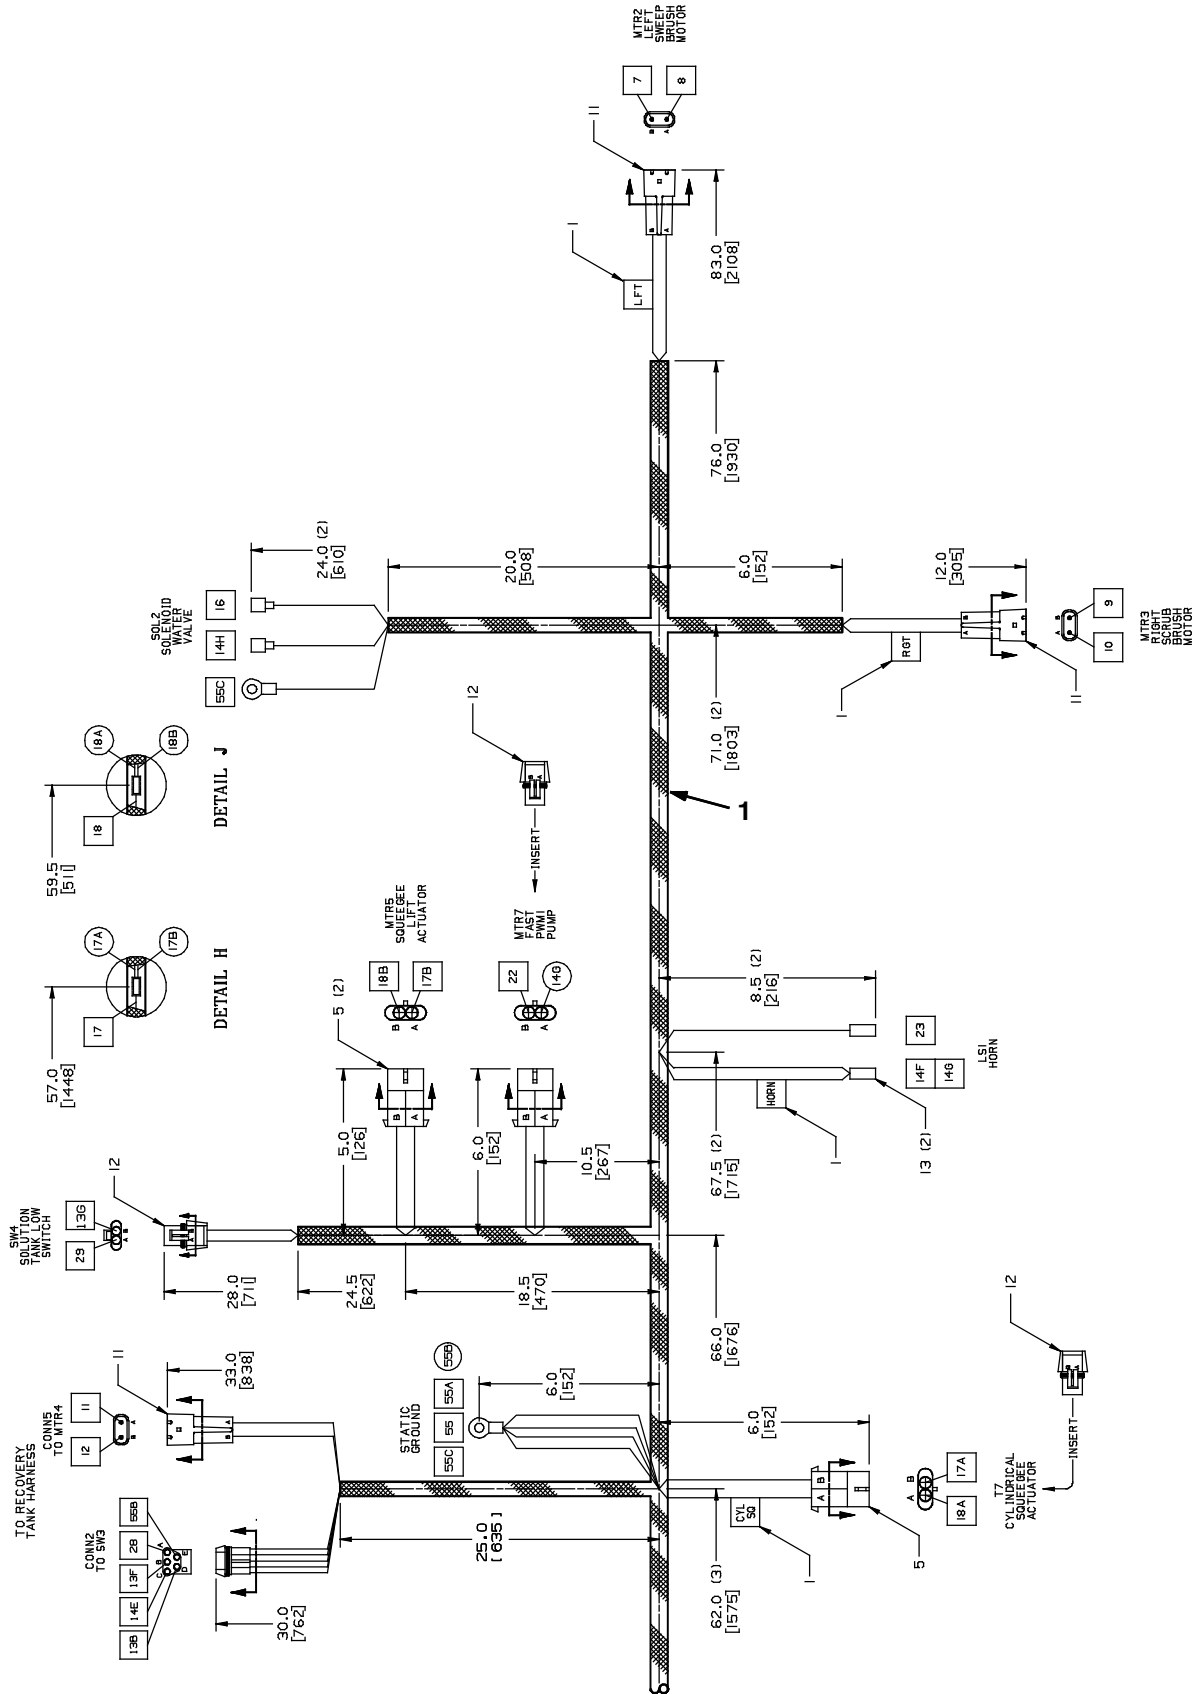 MTR2
LEFT
SWEEP
BRUSH
MOTOR
7
8
B
A
11
B
A
1
LFT
83.0
[2108]
76.0
[1930]
24.0 (2)
[610]
SOL2
SOLENOID
WATER
VALVE
16
14H
55C
20.0
[508]
6.0
[152]
12.0
[305]
71.0 (2)
[1803]
RGT
1
A
B
A
B
10
9
11
MTR3
RIGHT
SCRUB
BRUSH
MOTOR
59.5
[511]
18
18A
18B
DETAIL J
57.0
[1448]
17
17A
17B
DETAIL H
12
B
A
INSERT
MTR7
FAST
PWM1
PUMP
22
14G
B
A
MTR5
SQUEEGEE
LIFT
ACTUATOR
18B
17B
B
A
5 (2)
B
A
B
A
5.0
[126]
6.0
[152]
10.5
[267]
1
8.5 (2)
[216]
23
14F
14G
LS1
HORN
HORN
1
13 (2)
67.5 (2)
[1715]
SW4
SOLUTION
TANK LOW
SWITCH
29
13G
A
B
12
28.0
[711]
24.5
[622]
18.5
[470]
66.0
[1676]
TO RECOVERY
TANK HARNESS
CONN5
TO MTR4
12
11
B
A
11
B
A
33.0
[838]
CONN2
TO SW3
13B
14E
13F
28
55B
C
B
A
D
E
30.0
[762]
STATIC
GROUND
55C
55
55A
55B
6.0
[152]
25.0
[635]
6.0
[152]
62.0 (3)
[1575]
CYL
SQ
1
A
B
A
B
18A
17A
5
T7
CYLINDRICAL
SQUEEGEE
ACTUATOR
INSERT
12